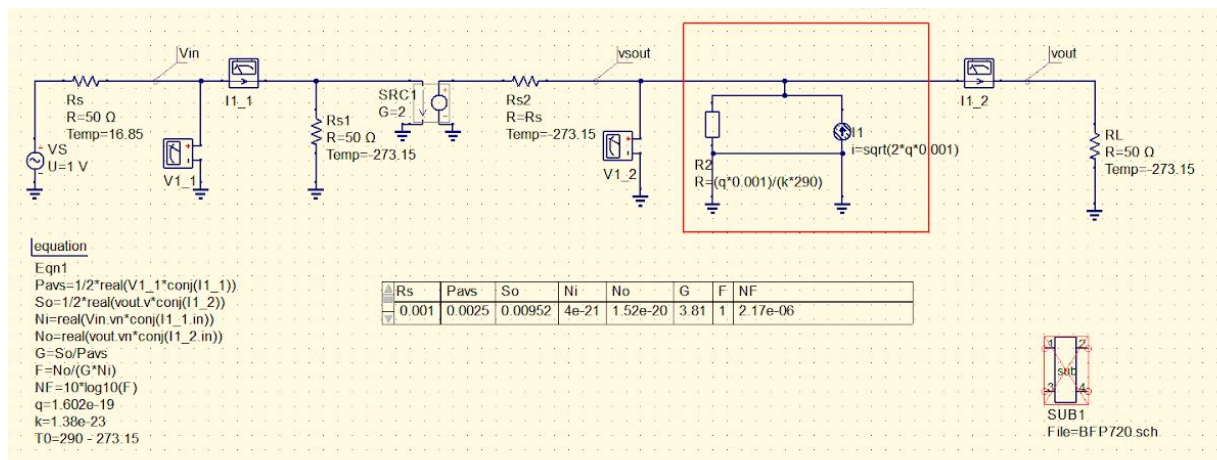 Vin
vsout
vout
I1_1
I1_2
Rs
R=50 Ω
Temp=16.85
VS
U=1 V
V1_1
Rs1
R=50 Ω
Temp=-273.15
SRC1
G=2
Rs2
R=Rs
Temp=-273.15
V1_2
R2
R=(q*0.001)/(k*290)
I1
i=sqrt(2*q*0.001)
RL
R=50 Ω
Temp=-273.15
equation
Eqn1
Pavs=1/2*real(V1_1*conj(I1_1))
So=1/2*real(vout.v*conj(I1_2))
Ni=real(Vin.vn*conj(I1_1.in))
No=real(vout.vn*conj(I1_2.in))
G=So/Pavs
F=No/(G*Ni)
NF=10*log10(F)
q=1.602e-19
k=1.38e-23
T0=290 - 273.15
Rs Pavs So Ni No G F NF
0.001 0.0025 0.00952 4e-21 1.52e-20 3.81 1 2.17e-06
1 2
sub
3 4
SUB1
File=BFP720.sch